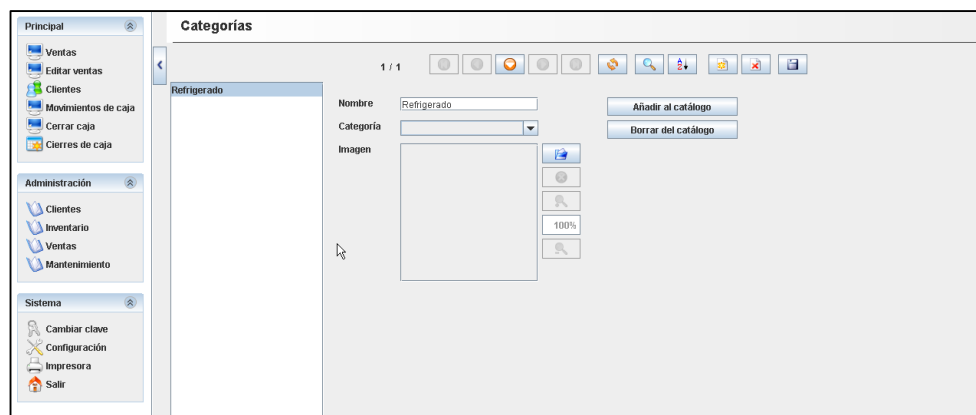 Principal
Ventas
Editar ventas
Clientes
Movimientos de caja
Cerrar caja
Cierres de caja
Administración
Clientes
Inventario
Ventas
Mantenimiento
Sistema
Cambiar clave
Configuración
Impresora
Salir
Categorías
1 / 1
Refrigerado
Nombre Refrigerado Añadir al catálogo
Categoría Borrar del catálogo
Imagen
100%